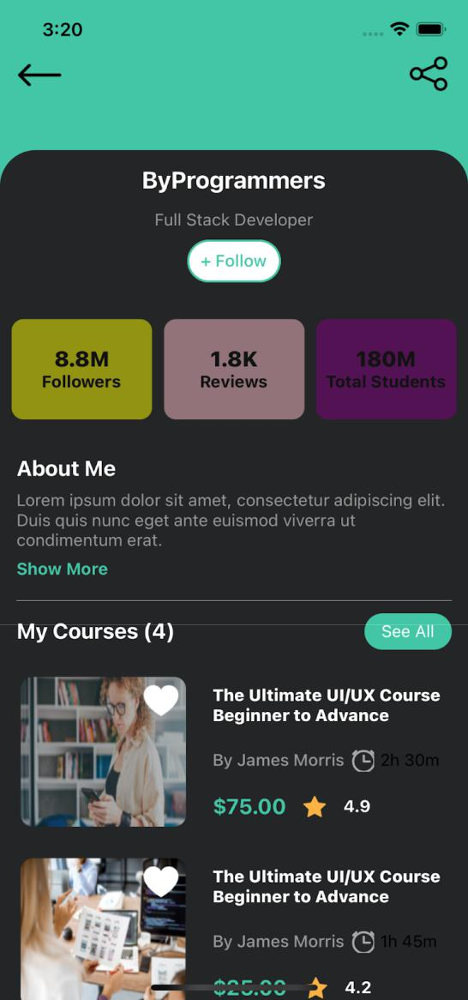 3:20
ByProgrammers
Full Stack Developer
+ Follow
8.8M
Followers
1.8K
Reviews
180M
Total Students
About Me
Lorem ipsum dolor sit amet, consectetur adipiscing elit.
Duis quis nunc eget ante euismod viverra ut
condimentum erat.
Show More
My Courses (4)
See All
The Ultimate UI/UX Course
Beginner to Advance
By James Morris 2h 30m
$75.00 4.9
The Ultimate UI/UX Course
Beginner to Advance
By James Morris 1h 45m
$25.00 4.2